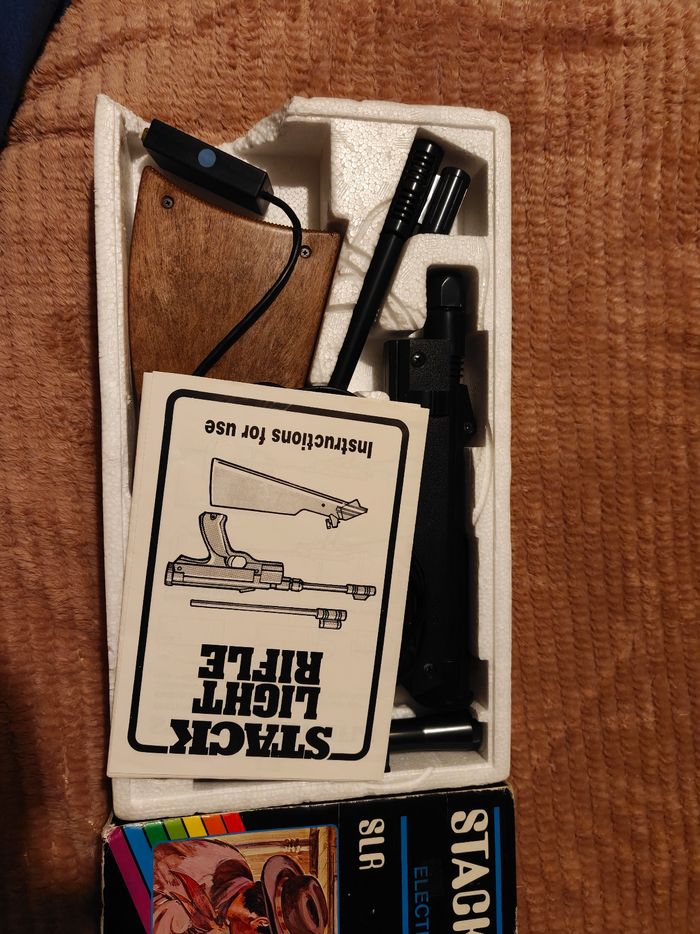 STACK
LIGHT
RIFLE
Instructions for use
STACK
ELECT
SLR